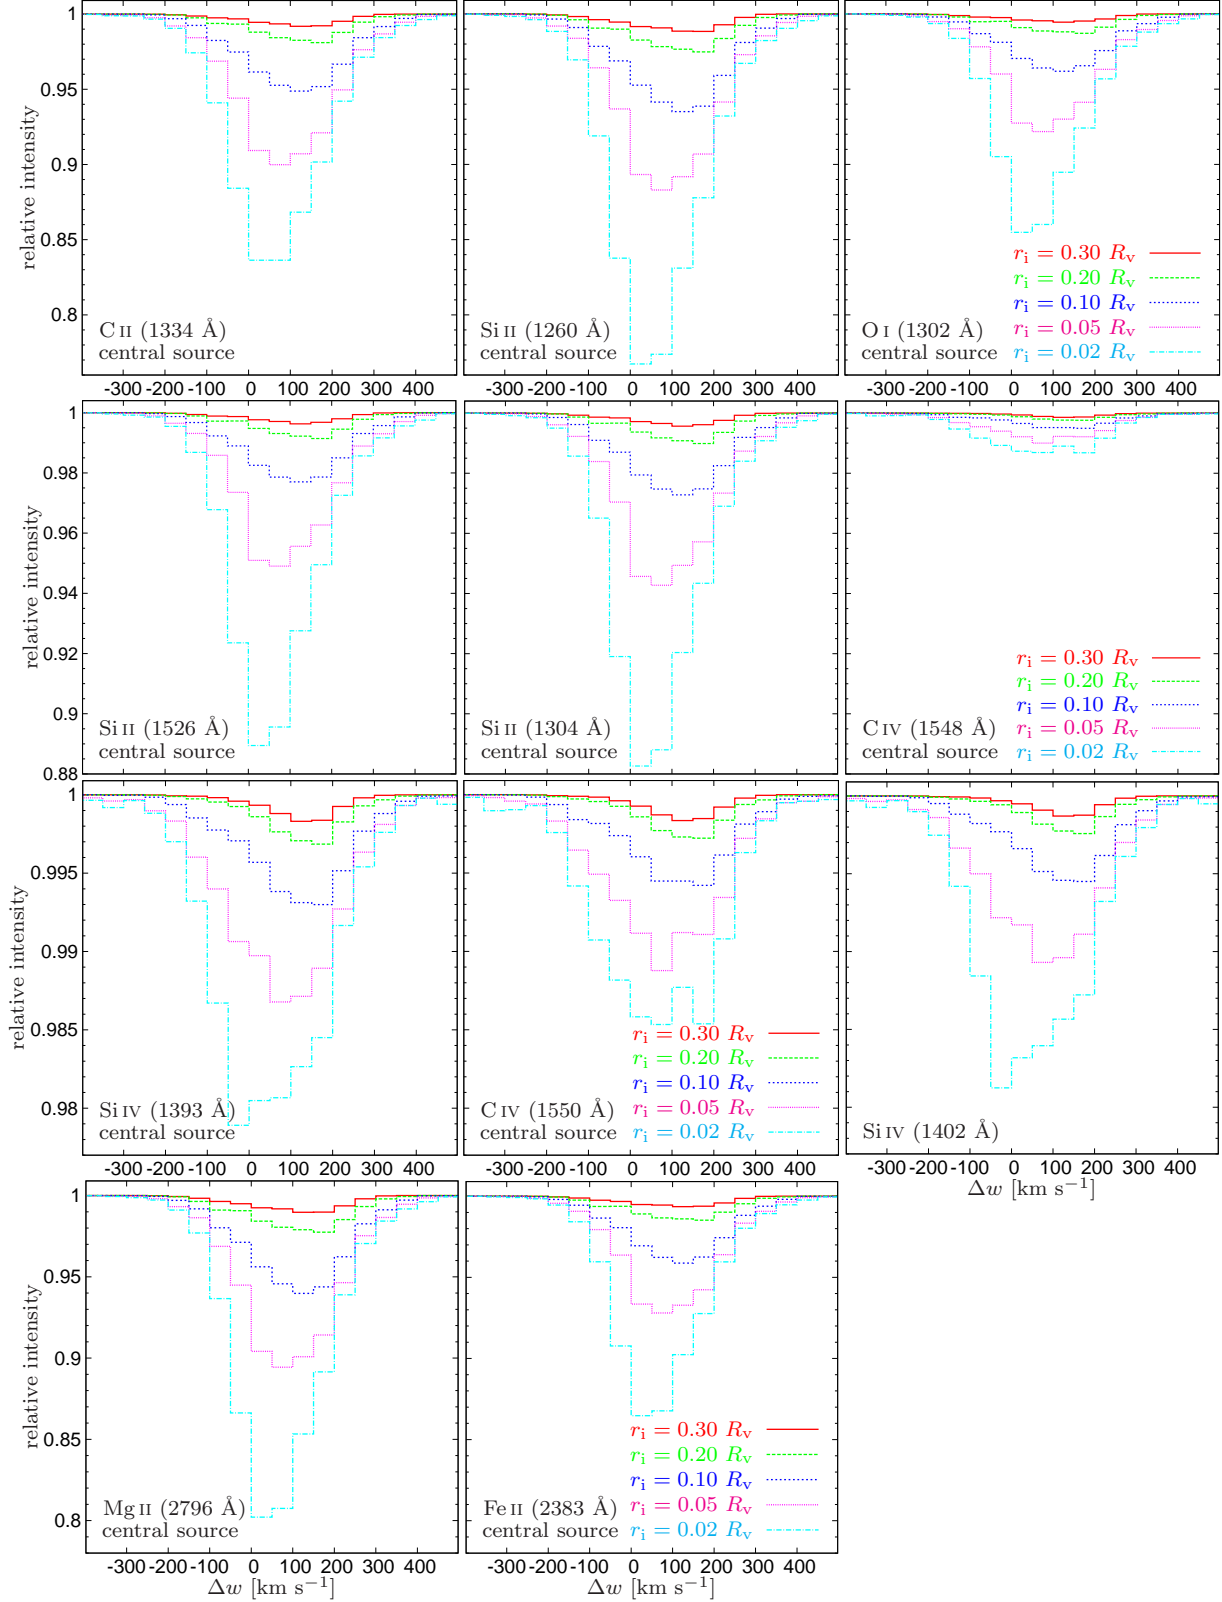 relative intensity
1
0.95
0.9
0.85
0.8
C II (1334 Å)
central source
-300 -200 -100 0 100 200 300 400
Si II (1260 Å)
central source
-300 -200 -100 0 100 200 300 400
r_i = 0.30 R_v
r_i = 0.20 R_v
r_i = 0.10 R_v
r_i = 0.05 R_v
r_i = 0.02 R_v
O I (1302 Å)
central source
-300 -200 -100 0 100 200 300 400
relative intensity
1
0.98
0.96
0.94
0.92
0.9
0.88
Si II (1526 Å)
central source
Si II (1304 Å)
central source
r_i = 0.30 R_v
r_i = 0.20 R_v
r_i = 0.10 R_v
r_i = 0.05 R_v
r_i = 0.02 R_v
C IV (1548 Å)
central source
relative intensity
1
0.995
0.99
0.985
0.98
Si IV (1393 Å)
central source
-300 -200 -100 0 100 200 300 400
r_i = 0.30 R_v
r_i = 0.20 R_v
r_i = 0.10 R_v
r_i = 0.05 R_v
r_i = 0.02 R_v
C IV (1550 Å)
central source
-300 -200 -100 0 100 200 300 400
Si IV (1402 Å)
-300 -200 -100 0 100 200 300 400
Δw [km s⁻¹]
relative intensity
1
0.95
0.9
0.85
0.8
Mg II (2796 Å)
central source
-300 -200 -100 0 100 200 300 400
Δw [km s⁻¹]
r_i = 0.30 R_v
r_i = 0.20 R_v
r_i = 0.10 R_v
r_i = 0.05 R_v
r_i = 0.02 R_v
Fe II (2383 Å)
central source
-300 -200 -100 0 100 200 300 400
Δw [km s⁻¹]